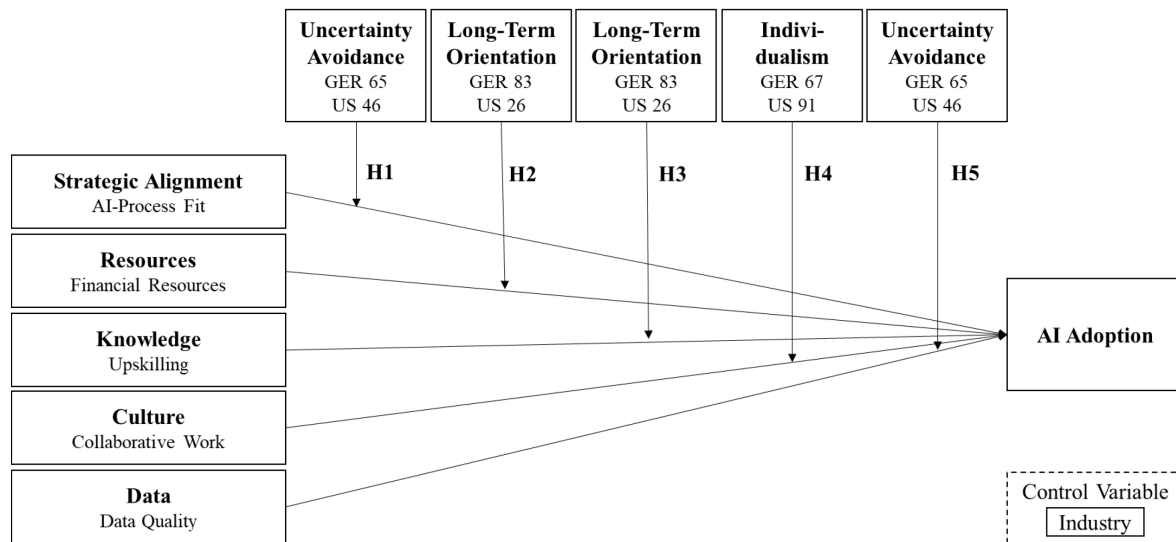 Uncertainty
Avoidance
GER 65
US 46
Long-Term
Orientation
GER 83
US 26
Long-Term
Orientation
GER 83
US 26
Indivi-
dualism
GER 67
US 91
Uncertainty
Avoidance
GER 65
US 46
H1
H2
H3
H4
H5
Strategic Alignment
AI-Process Fit
Resources
Financial Resources
Knowledge
Upskilling
Culture
Collaborative Work
Data
Data Quality
AI Adoption
Control Variable
Industry